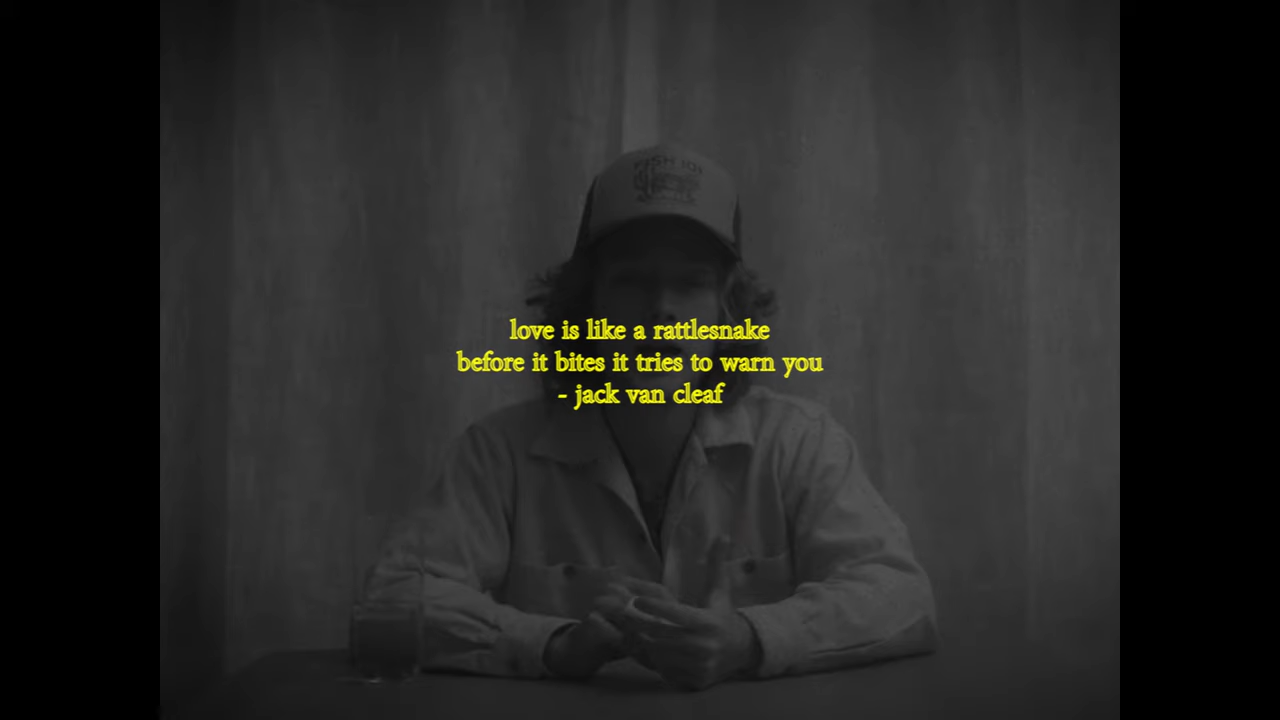 love is like a rattlesnake
before it bites it tries to warn you
- jack van cleaf